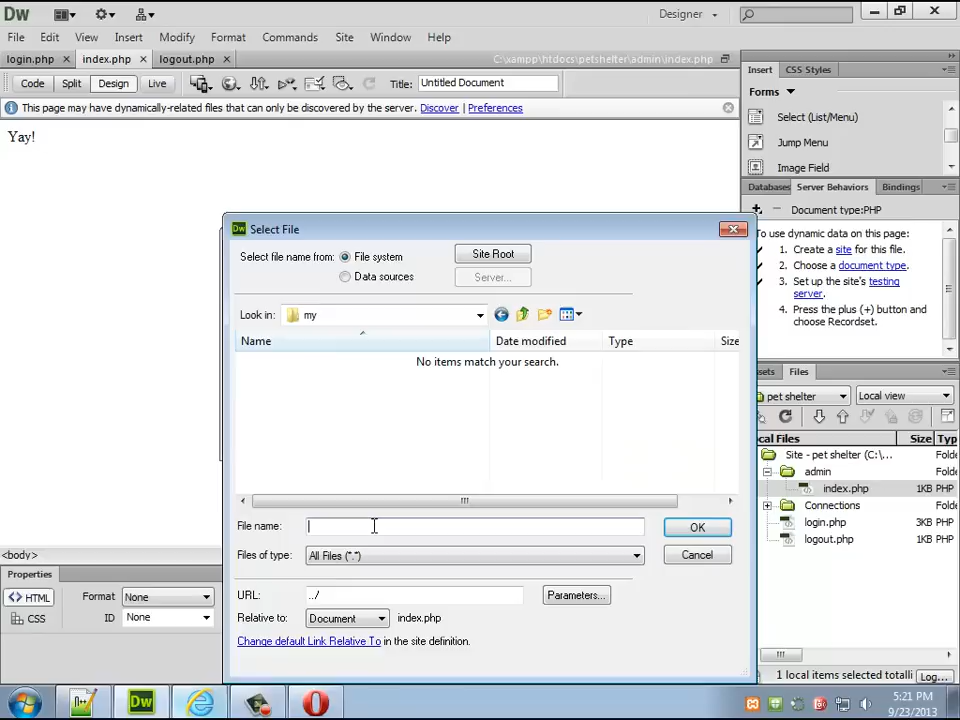 Dw
Designer
File Edit View Insert Modify Format Commands Site Window Help
login.php × index.php × logout.php ×
C:\xampp\htdocs\petshelter\admin\index.php
Code Split Design Live Title: Untitled Document
This page may have dynamically-related files that can only be discovered by the server. Discover | Preferences
Yay!
Insert CSS Styles
Forms
Select (List/Menu)
Jump Menu
Image Field
Databases Server Behaviors Bindings
Document type:PHP
To use dynamic data on this page:
1. Create a site for this file.
2. Choose a document type.
3. Set up the site's testing
server.
4. Press the plus (+) button and
choose Recordset.
Dw Select File
Select file name from: File system Site Root
Data sources Server...
Look in: my
Name Date modified Type Size
No items match your search.
File name: OK
Files of type: All Files (*.*) Cancel
URL: ../ Parameters...
Relative to: Document index.php
Change default Link Relative To in the site definition.
Files
pet shelter Local view
cal Files Size Typ
Site - pet shelter (C:\... Folde
admin Folde
index.php 1KB PHP
Connections Folde
login.php 3KB PHP
logout.php 1KB PHP
1 local items selected totalli Log...
<body>
Properties
<> HTML Format None
CSS ID None
Dw
5:21 PM
9/23/2013